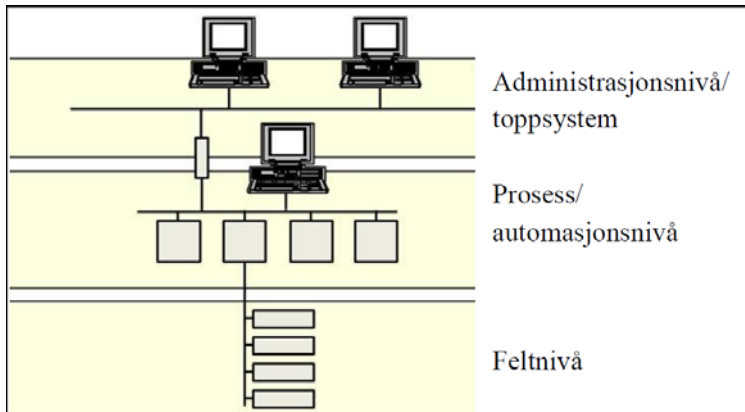 Administrasjonsnivå/
toppsystem
Prosess/
automasjonsnivå
Feltnivå